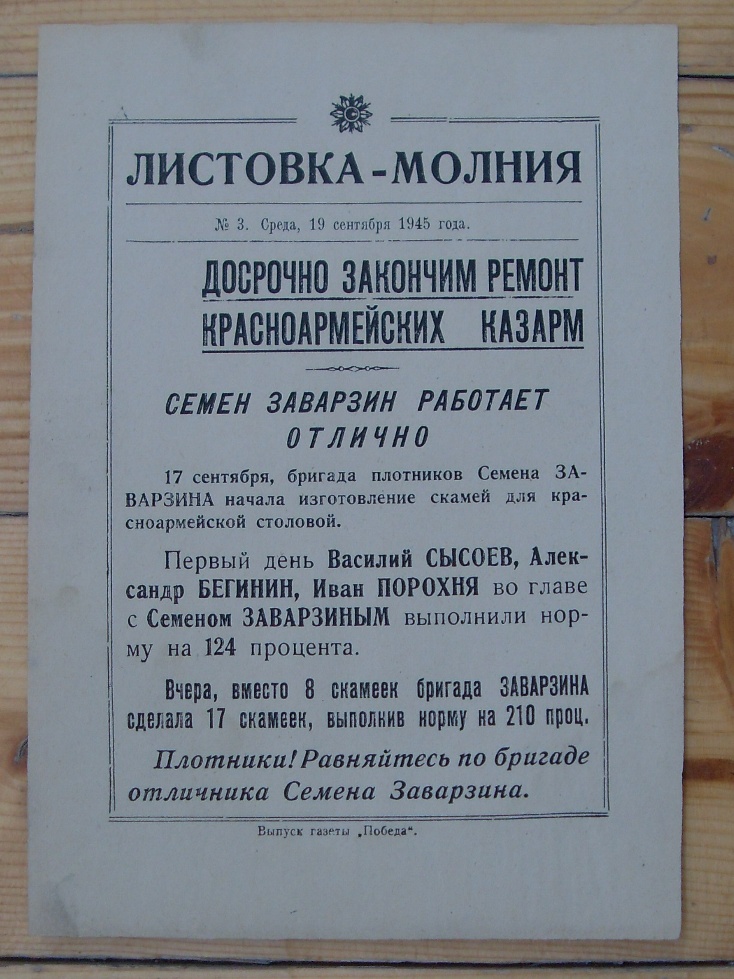 ЛИСТОВКА-МОЛНИЯ
№ 3. Среда, 19 сентября 1945 года.
ДОСРОЧНО ЗАКОНЧИМ РЕМОНТ
КРАСНОАРМЕЙСКИХ КАЗАРМ
СЕМЕН ЗАВАРЗИН РАБОТАЕТ
ОТЛИЧНО
17 сентября, бригада плотников Семена ЗА-
ВАРЗИНА начала изготовление скамей для кра-
сноармейской столовой.
Первый день Василий СЫСОЕВ, Алек-
сандр БЕГИНИН, Иван ПОРОХНЯ во главе
с Семеном ЗАВАРЗИНЫМ выполнили нор-
му на 124 процента.
Вчера, вместо 8 скамеек бригада ЗАВАРЗИНА
сделала 17 скамеек, выполнив норму на 210 проц.
Плотники! Равняйтесь по бригаде
отличника Семена Заварзина.
Выпуск газеты „Победа“.